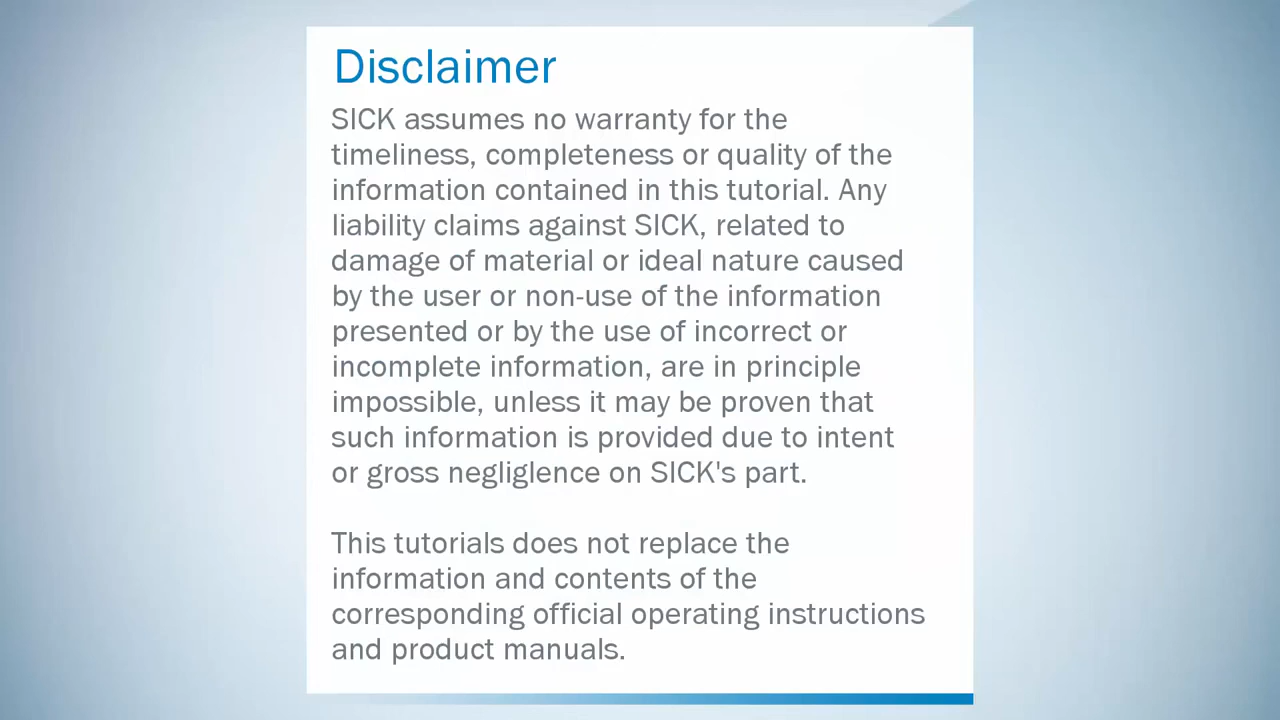 Disclaimer
SICK assumes no warranty for the
timeliness, completeness or quality of the
information contained in this tutorial. Any
liability claims against SICK, related to
damage of material or ideal nature caused
by the user or non-use of the information
presented or by the use of incorrect or
incomplete information, are in principle
impossible, unless it may be proven that
such information is provided due to intent
or gross negliglence on SICK's part.
This tutorials does not replace the
information and contents of the
corresponding official operating instructions
and product manuals.